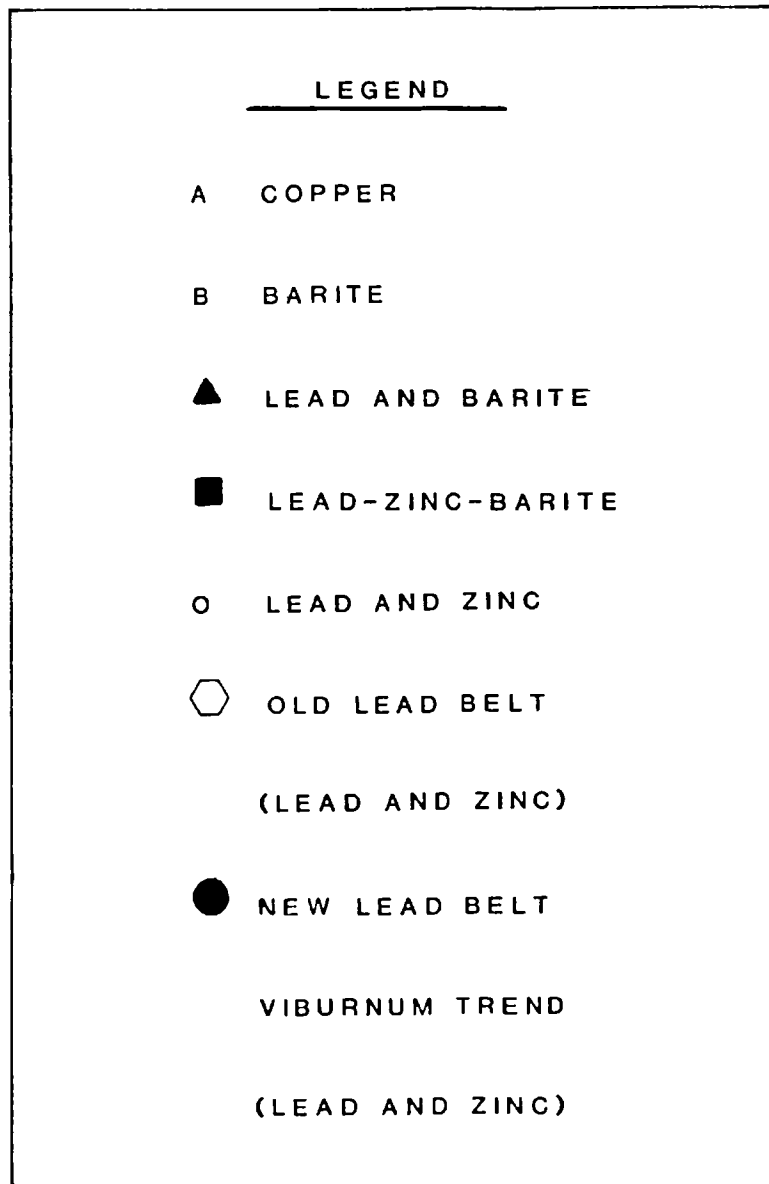 LEGEND
A COPPER
B BARITE
▲ LEAD AND BARITE
■ LEAD-ZINC-BARITE
O LEAD AND ZINC
⬡ OLD LEAD BELT
(LEAD AND ZINC)
● NEW LEAD BELT
VIBURNUM TREND
(LEAD AND ZINC)